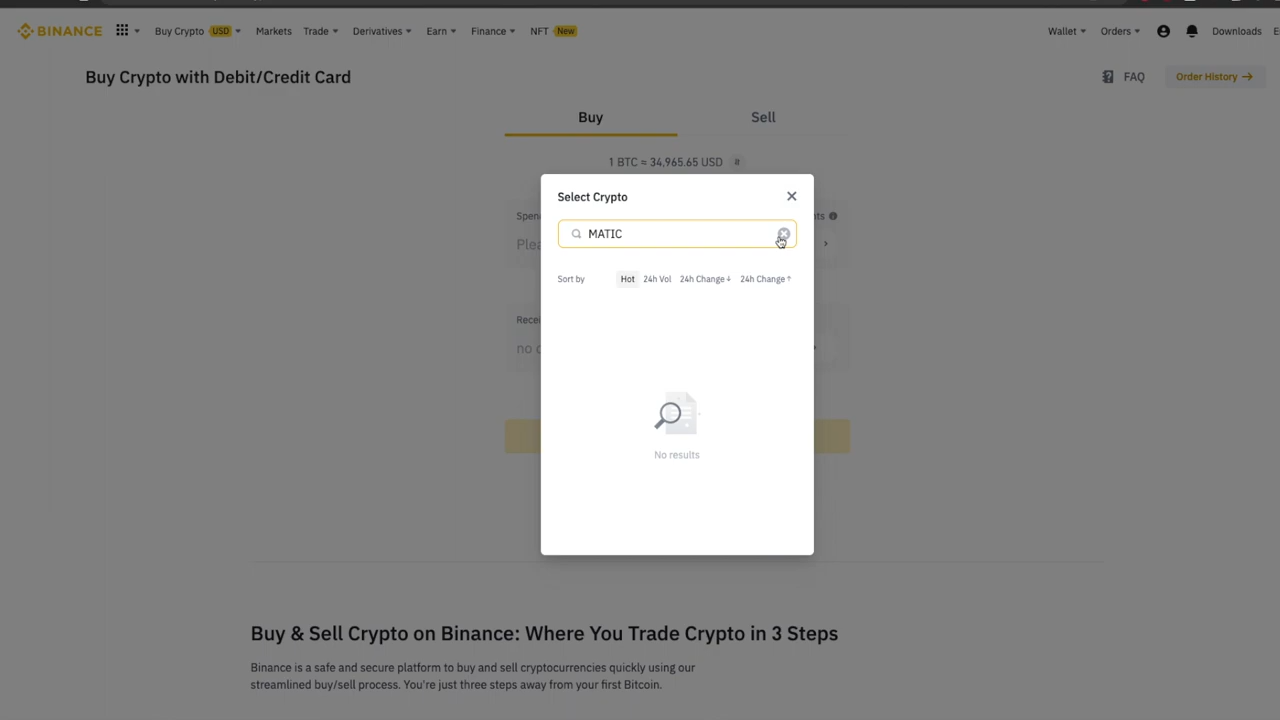 BINANCE
Buy Crypto USD
Markets
Trade
Derivatives
Earn
Finance
NFT New
Wallet
Orders
Downloads
Buy Crypto with Debit/Credit Card
FAQ
Order History →
Buy
Sell
1 BTC ≈ 34,965.65 USD
Select Crypto
MATIC
Sort by
Hot
24h Vol
24h Change↓
24h Change↑
No results
Buy & Sell Crypto on Binance: Where You Trade Crypto in 3 Steps
Binance is a safe and secure platform to buy and sell cryptocurrencies quickly using our
streamlined buy/sell process. You're just three steps away from your first Bitcoin.